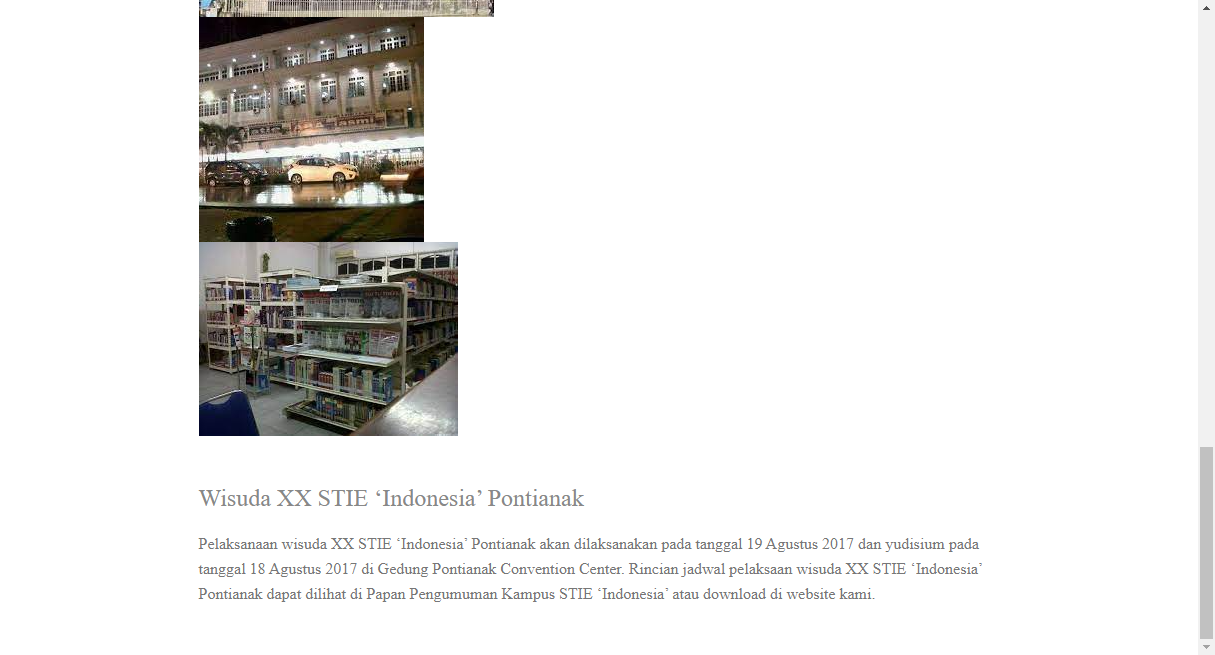 Wisuda XX STIE ‘Indonesia’ Pontianak
Pelaksanaan wisuda XX STIE ‘Indonesia’ Pontianak akan dilaksanakan pada tanggal 19 Agustus 2017 dan yudisium pada
tanggal 18 Agustus 2017 di Gedung Pontianak Convention Center. Rincian jadwal pelaksaan wisuda XX STIE ‘Indonesia’
Pontianak dapat dilihat di Papan Pengumuman Kampus STIE ‘Indonesia’ atau download di website kami.